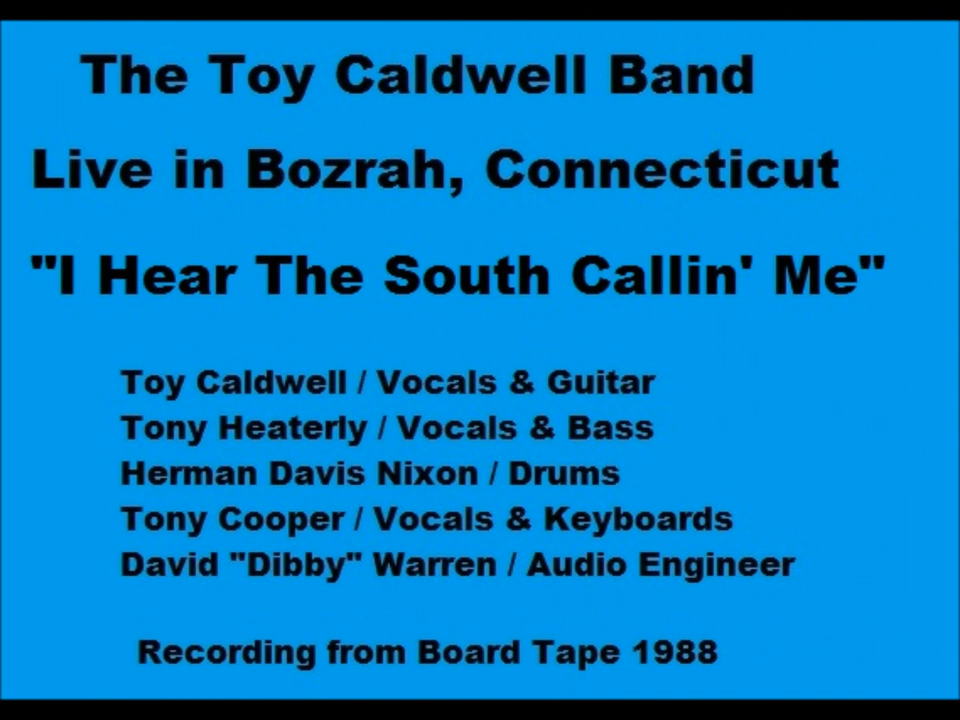 The Toy Caldwell Band
Live in Bozrah, Connecticut
"I Hear The South Callin' Me"
Toy Caldwell / Vocals & Guitar
Tony Heaterly / Vocals & Bass
Herman Davis Nixon / Drums
Tony Cooper / Vocals & Keyboards
David "Dibby" Warren / Audio Engineer
Recording from Board Tape 1988